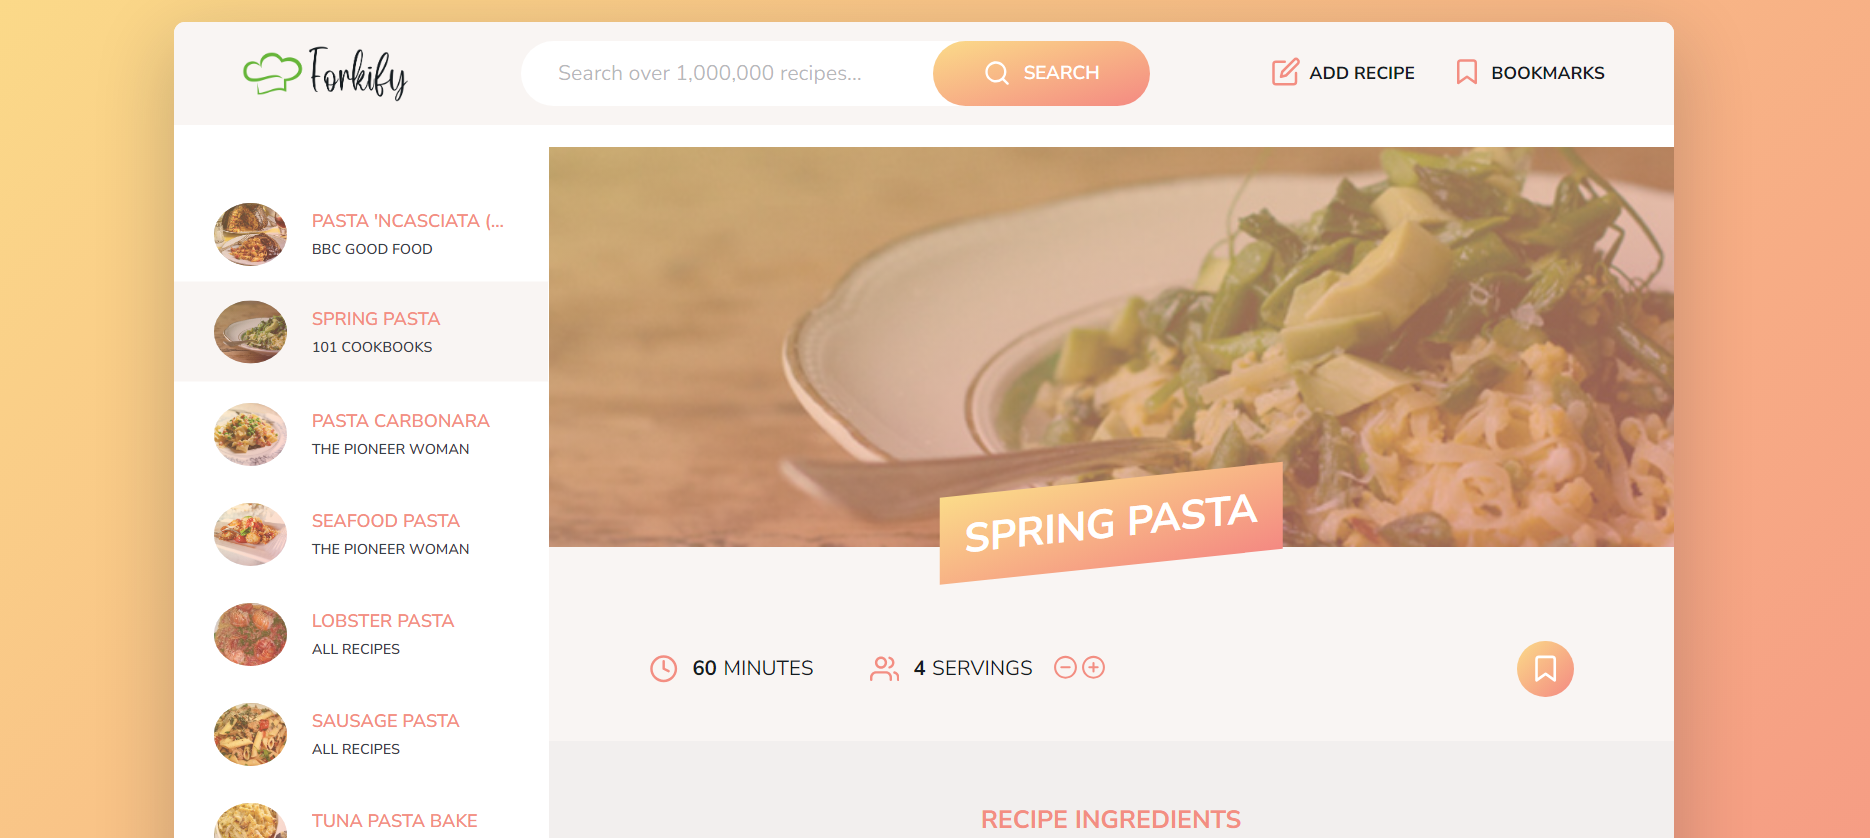 Forkify
Search over 1,000,000 recipes...
SEARCH
ADD RECIPE
BOOKMARKS
PASTA 'NCASCIATA (...
BBC GOOD FOOD
SPRING PASTA
101 COOKBOOKS
PASTA CARBONARA
THE PIONEER WOMAN
SEAFOOD PASTA
THE PIONEER WOMAN
LOBSTER PASTA
ALL RECIPES
SAUSAGE PASTA
ALL RECIPES
TUNA PASTA BAKE
SPRING PASTA
60 MINUTES
4 SERVINGS
RECIPE INGREDIENTS